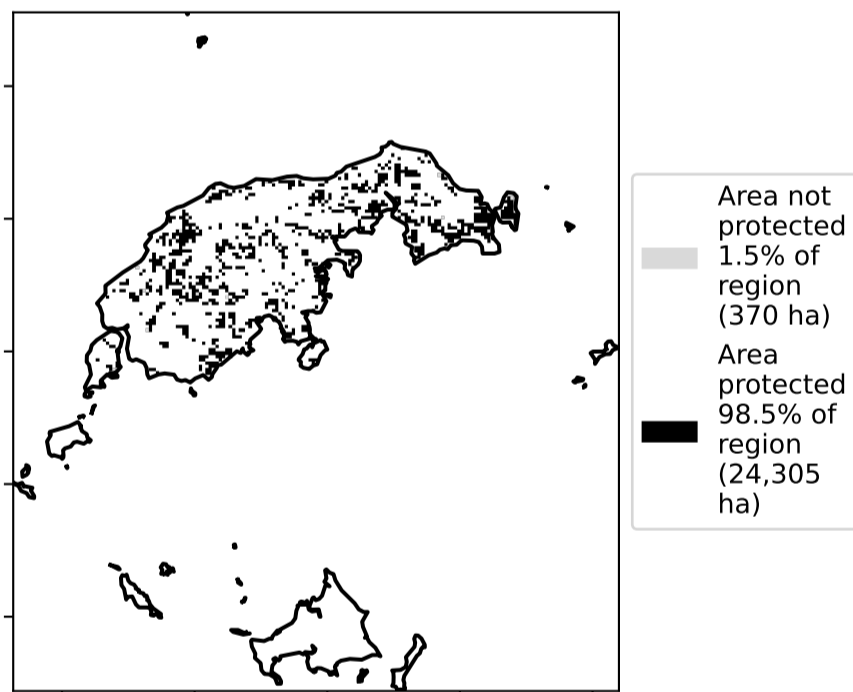 Area not
protected
1.5% of
region
(370 ha)
Area
protected
98.5% of
region
(24,305
ha)